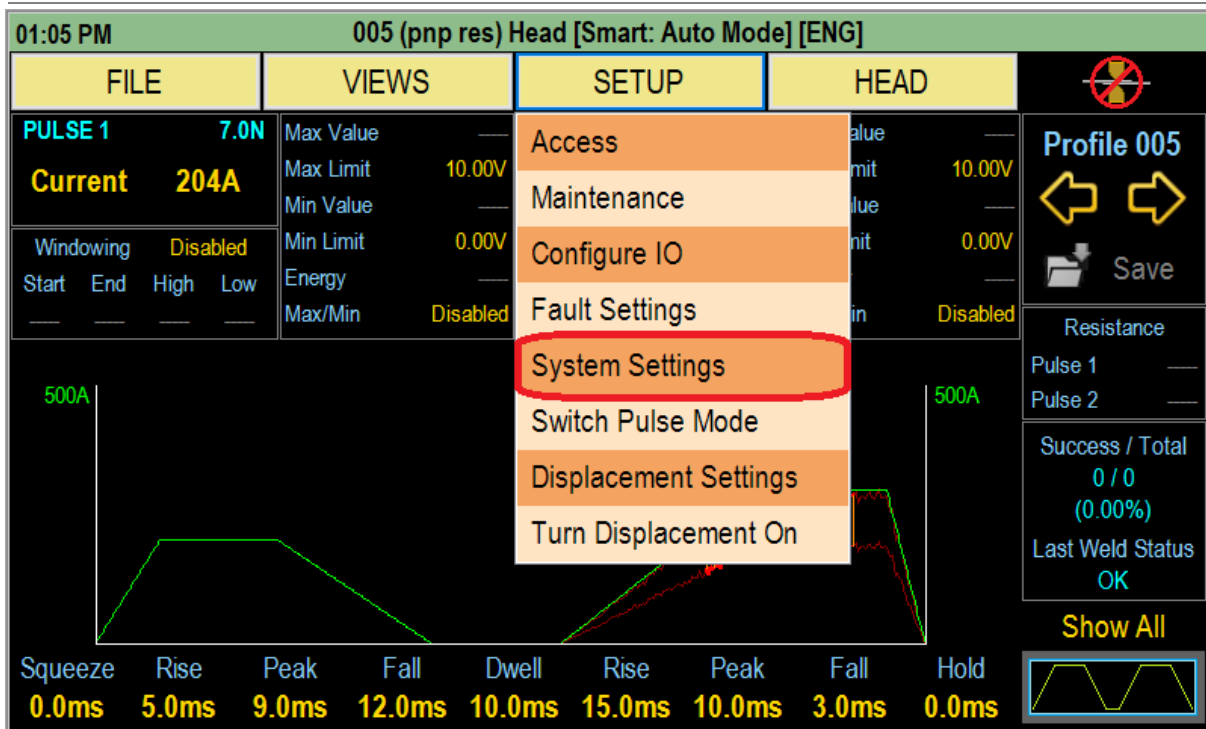 01:05 PM 005 (pnp res) Head [Smart: Auto Mode] [ENG]
FILE VIEWS SETUP HEAD
PULSE 1 7.0N
Current 204A
Windowing Disabled
Start End High Low
Max Value
Max Limit 10.00V
Min Value
Min Limit 0.00V
Energy
Max/Min Disabled
Access
Maintenance
Configure IO
Fault Settings
System Settings
Switch Pulse Mode
Displacement Settings
Turn Displacement On
alue
mit 10.00V
lue
nit 0.00V
in Disabled
Profile 005
Save
Resistance
Pulse 1
Pulse 2
Success / Total
0 / 0
(0.00%)
Last Weld Status
OK
Show All
500A 500A
Squeeze Rise Peak Fall Dwell Rise Peak Fall Hold
0.0ms 5.0ms 9.0ms 12.0ms 10.0ms 15.0ms 10.0ms 3.0ms 0.0ms